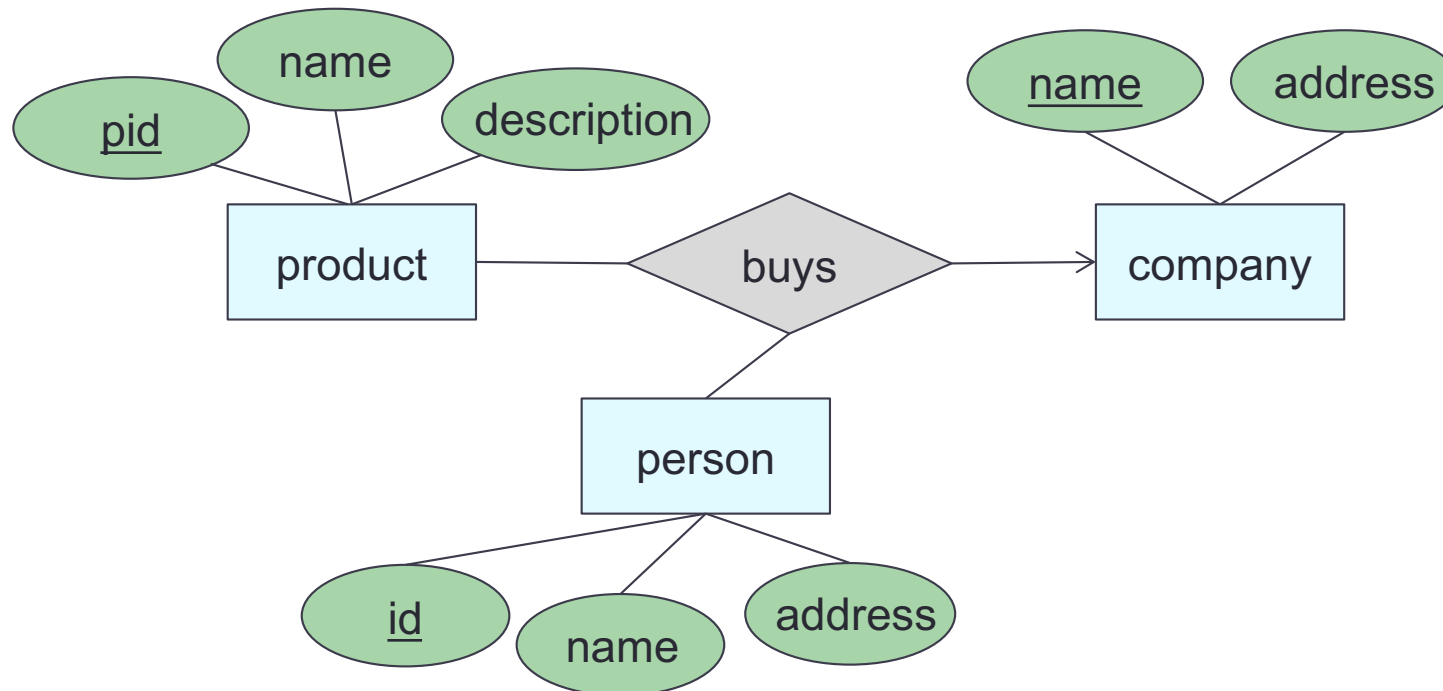 name
name
address
pid
description
product
buys
company
person
id
name
address